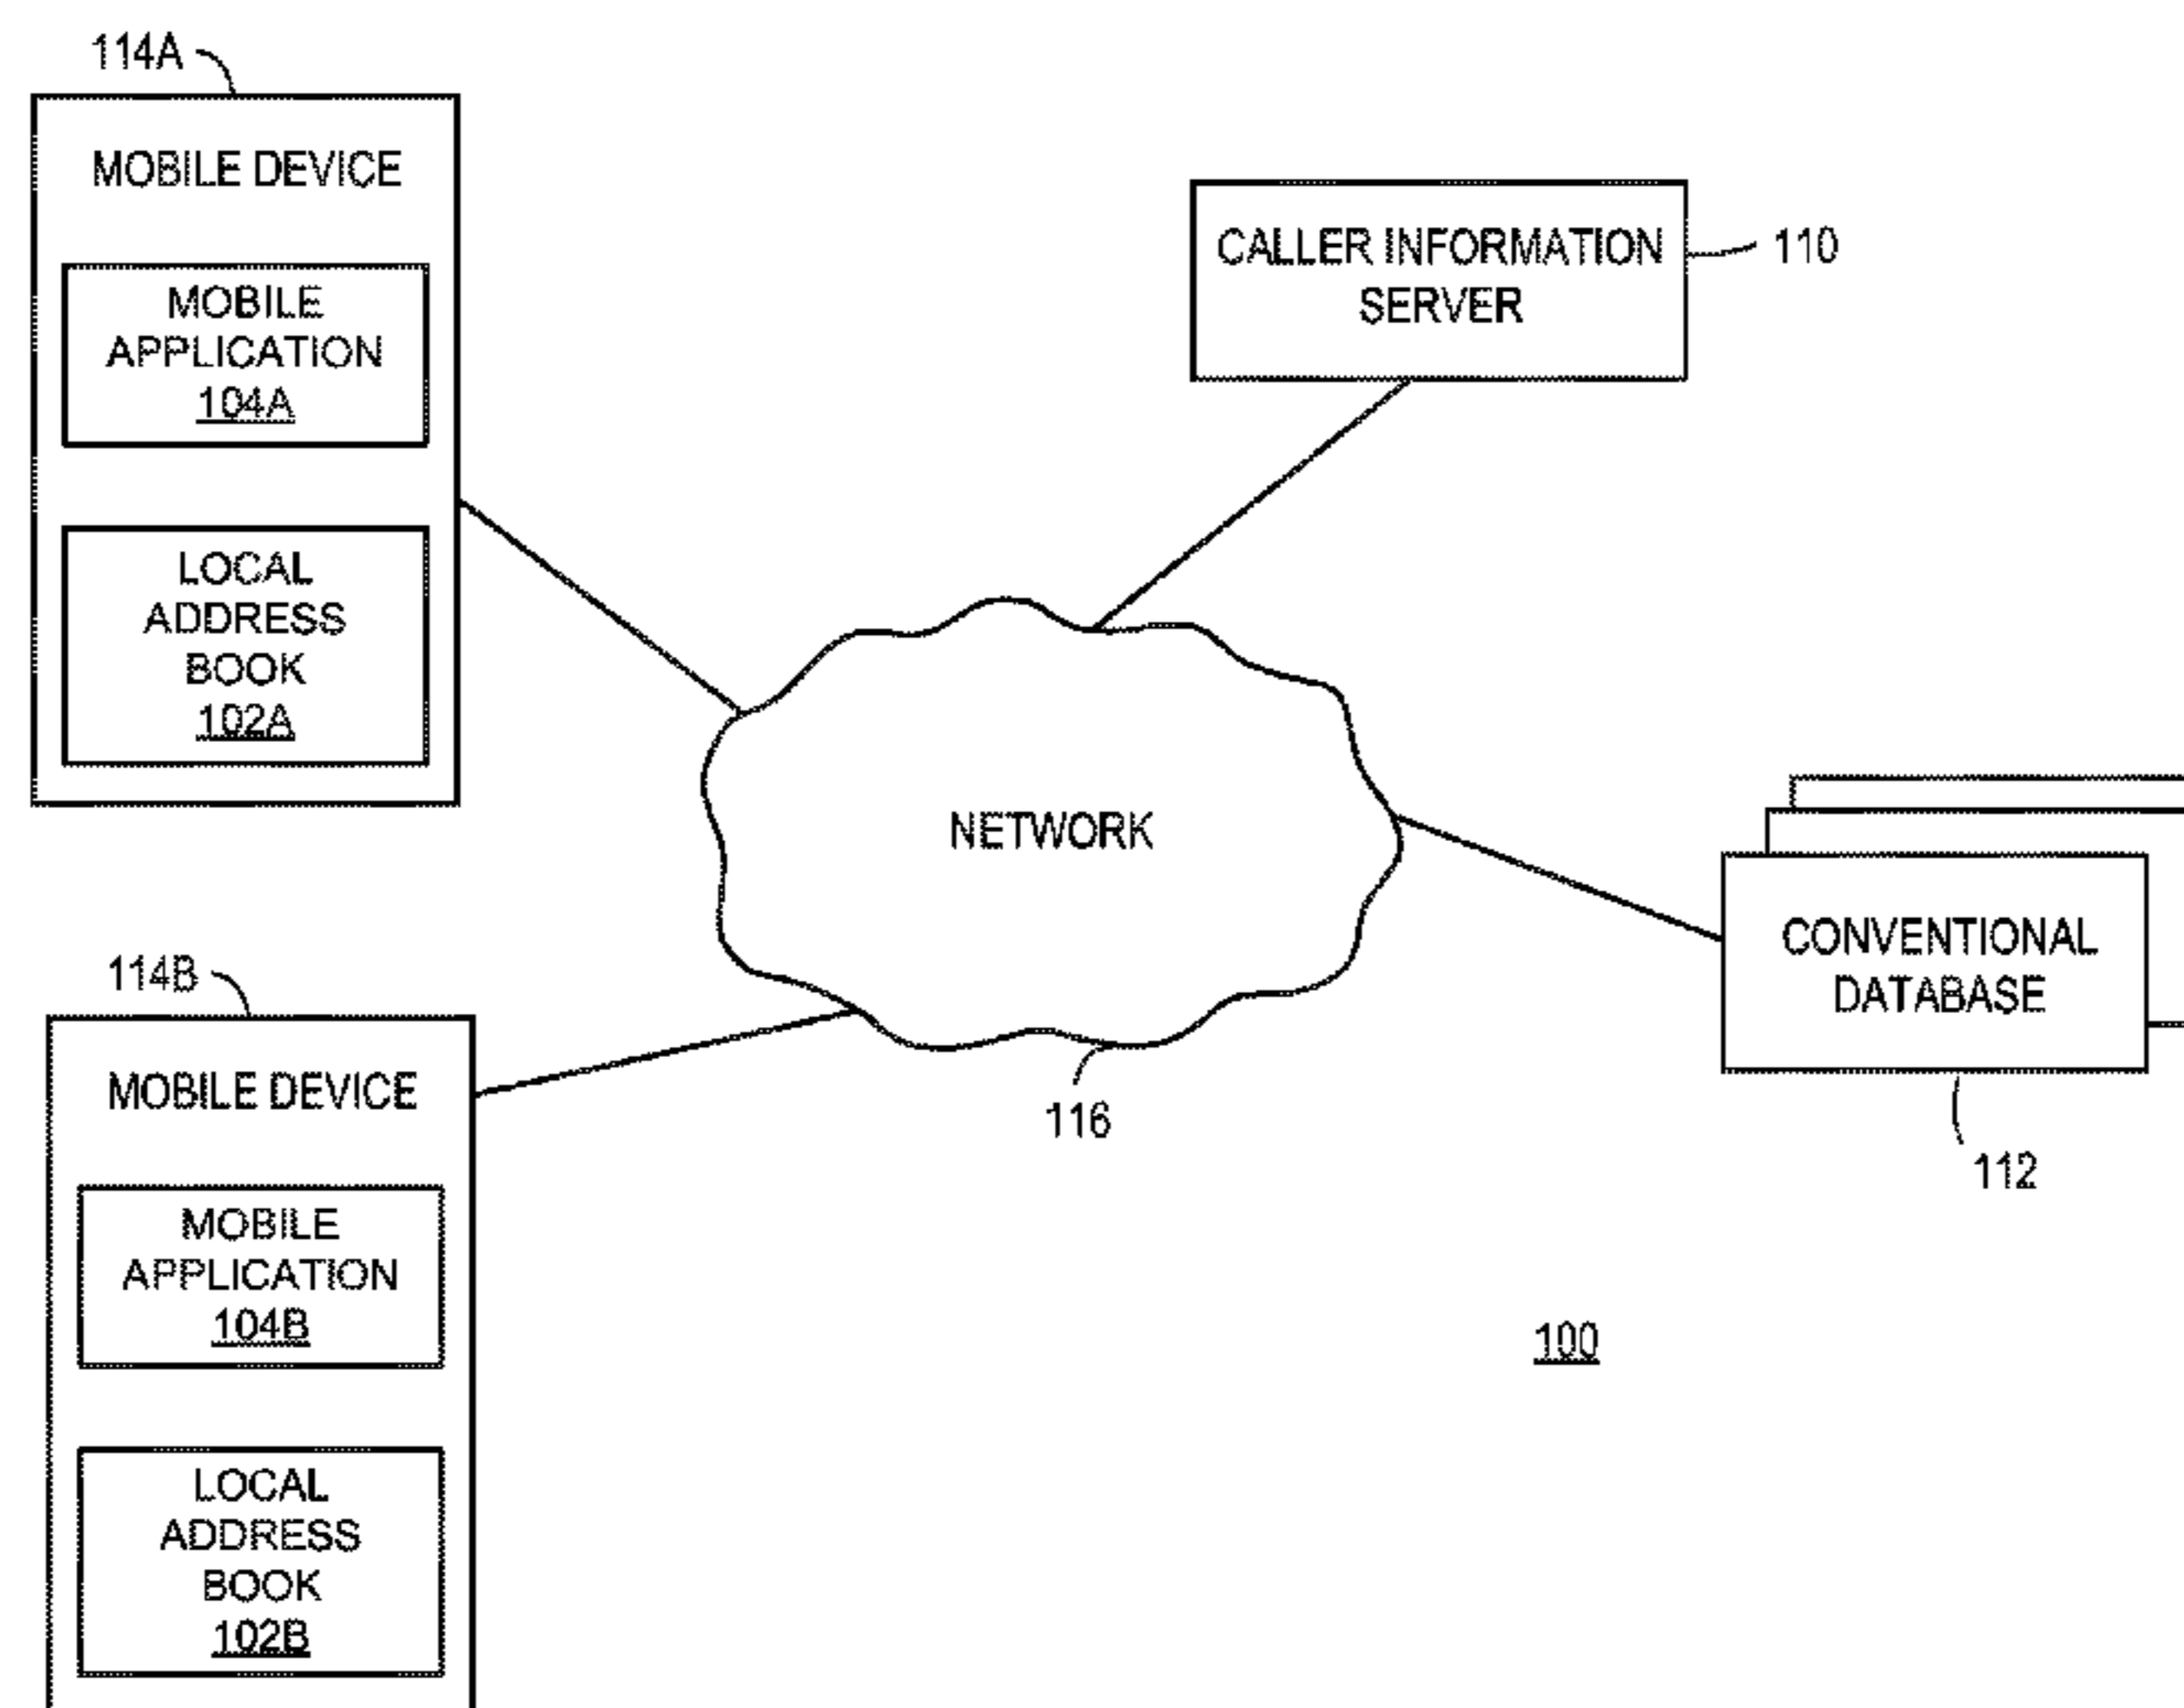 114A
MOBILE DEVICE
MOBILE
APPLICATION
104A
LOCAL
ADDRESS
BOOK
102A
CALLER INFORMATION
SERVER
110
NETWORK
116
CONVENTIONAL
DATABASE
112
114B
MOBILE DEVICE
MOBILE
APPLICATION
104B
LOCAL
ADDRESS
BOOK
102B
100